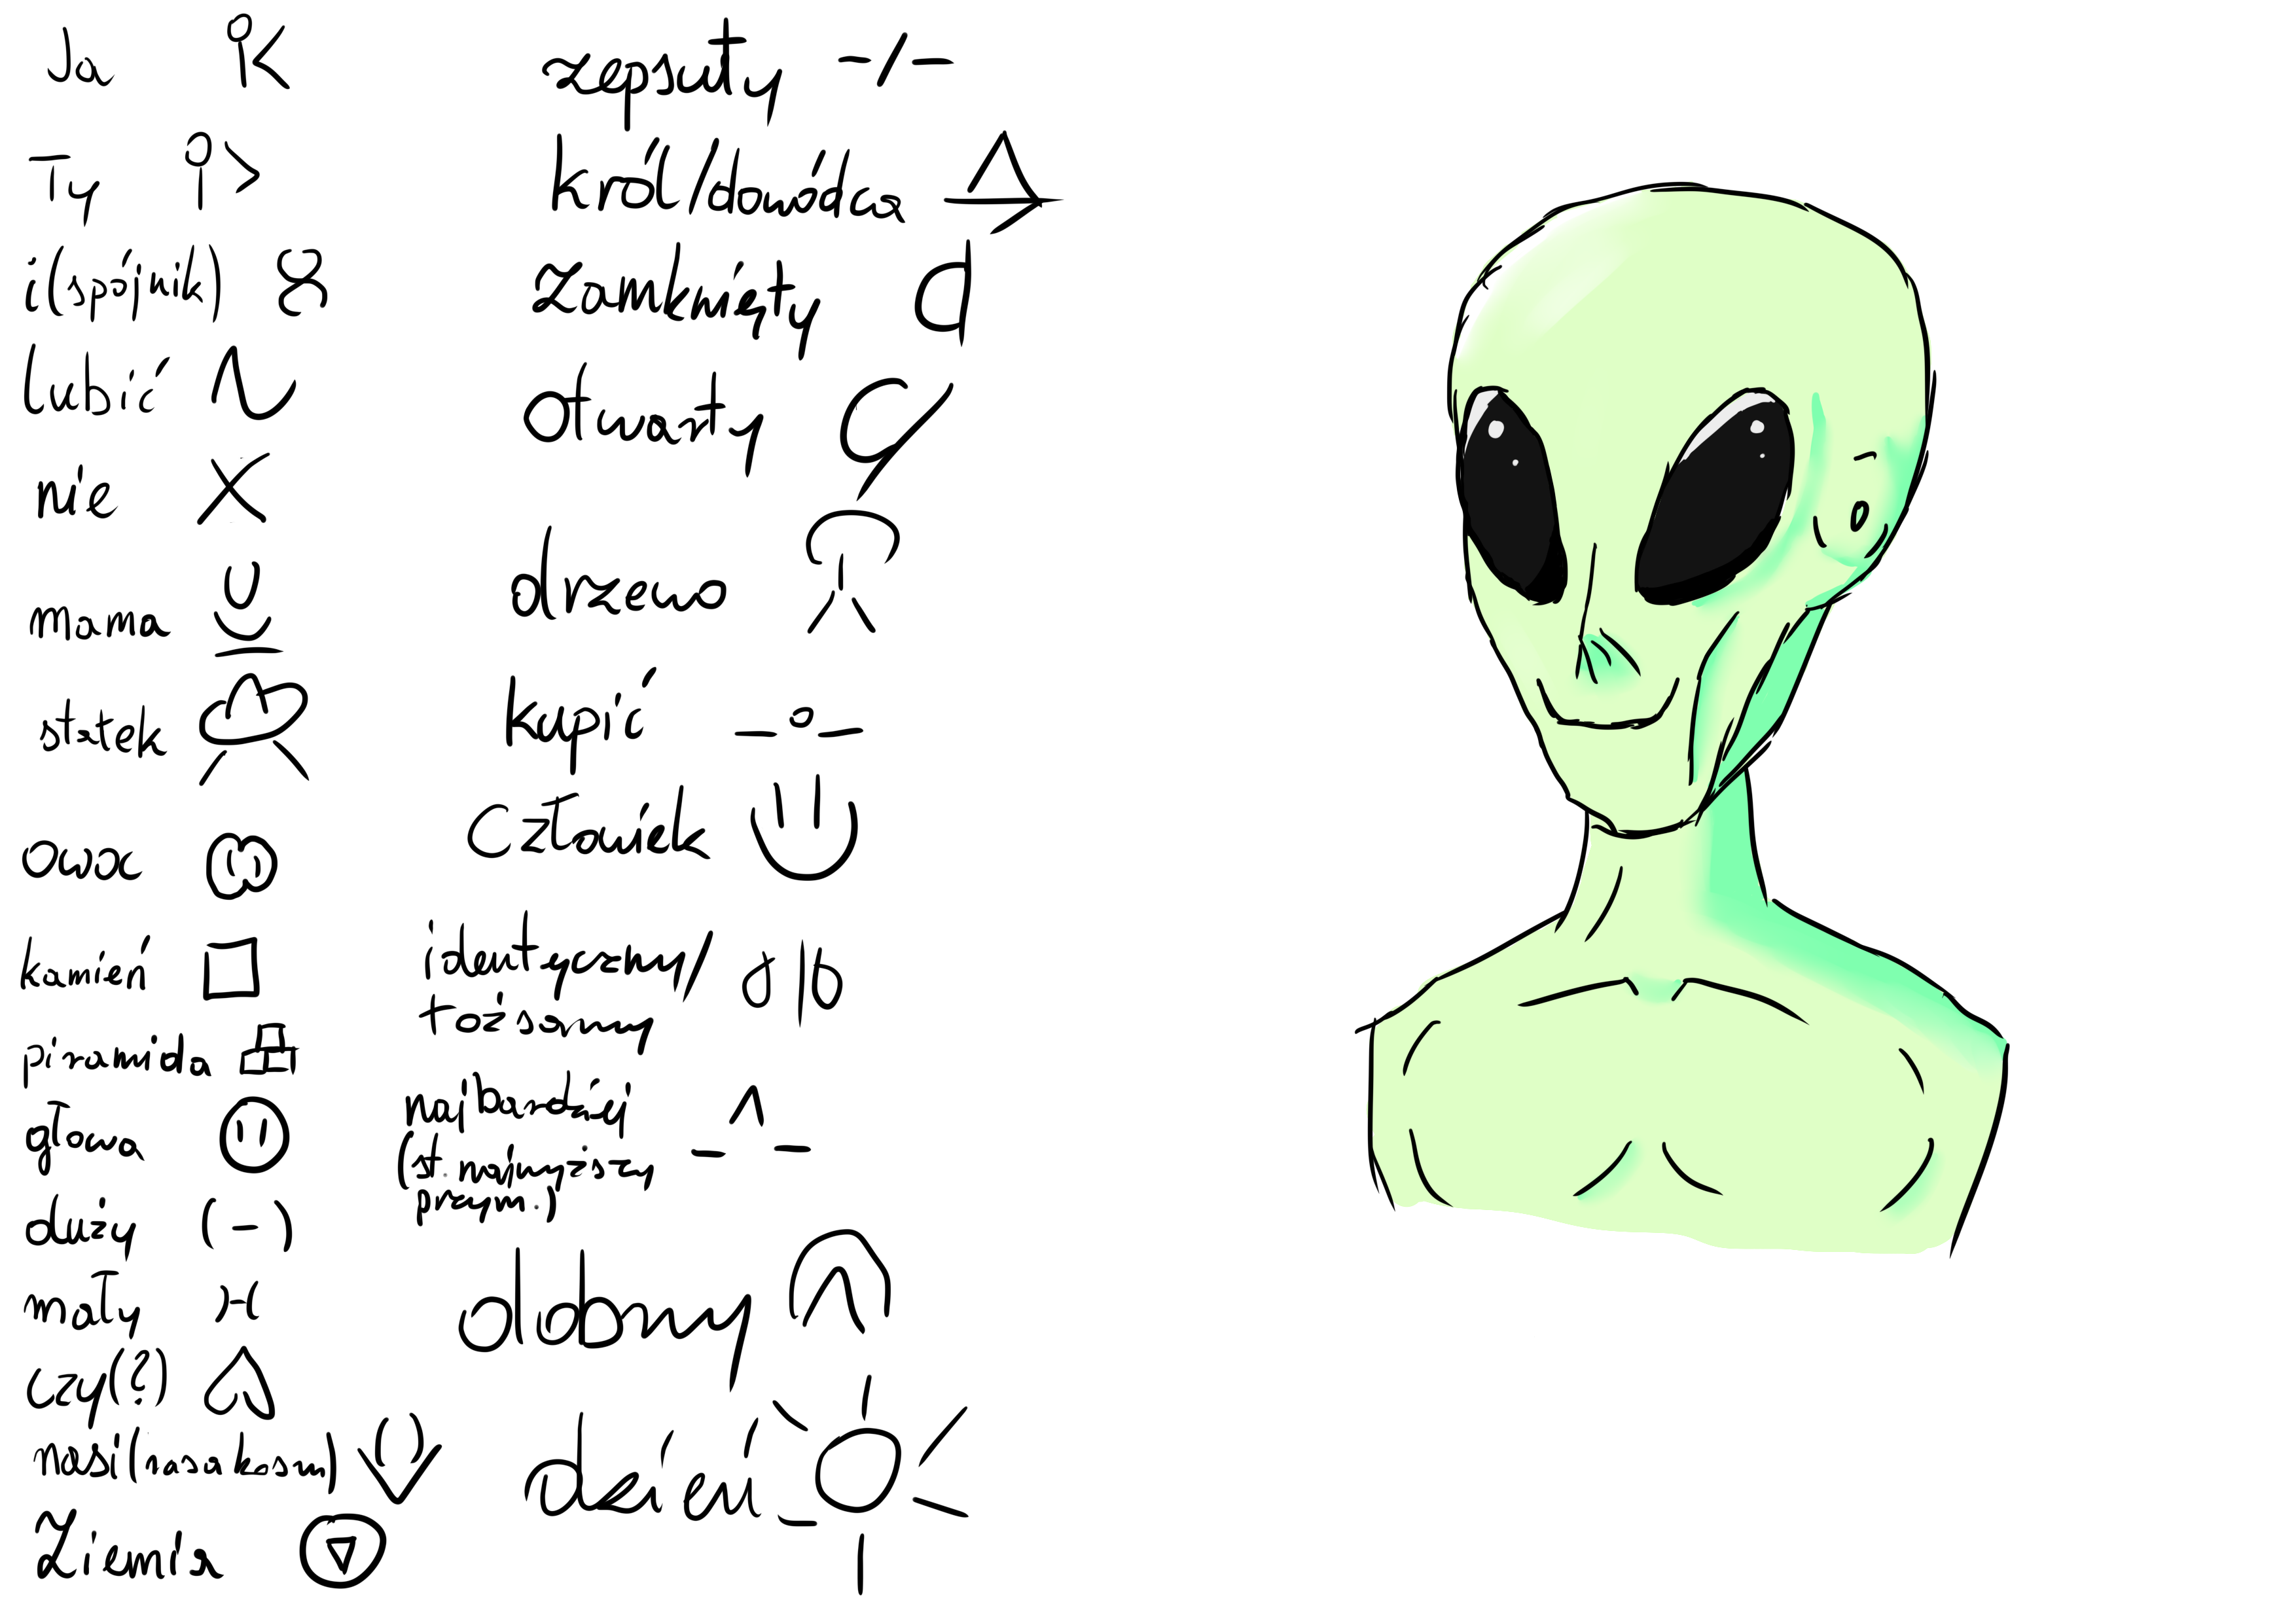 Ja
Ty
i (spójnik)
lubić
nie
mama
statek
owoc
kamień
piramida
głowa
duży (-)
mały )-(
czy(?)
nasi (rasa kosm)
Ziemia
zepsuty -/-
król/dowódca
zamknięty
otwarty
drzewo
kupić
człowiek
identyczny/
tożsamy
najbardziej
(st. najwyższy
przym.)
dobry
dzień